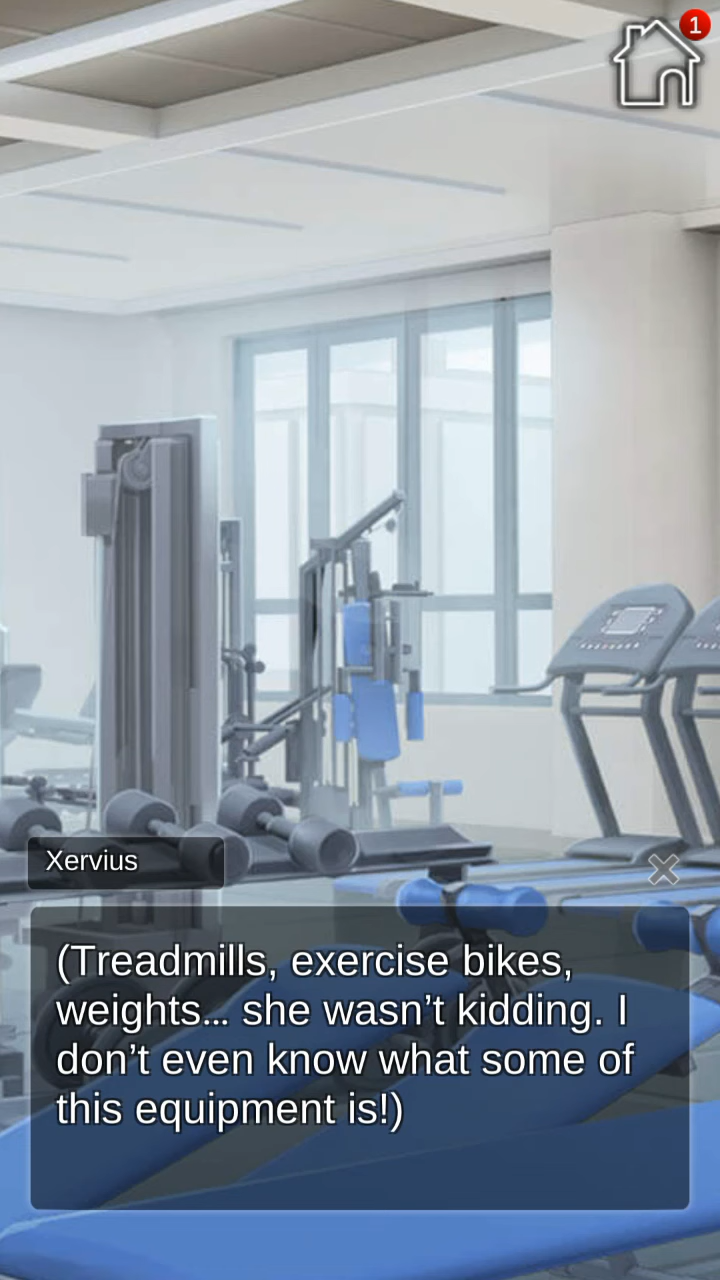 1
Xervius
(Treadmills, exercise bikes,
weights… she wasn’t kidding. I
don’t even know what some of
this equipment is!)